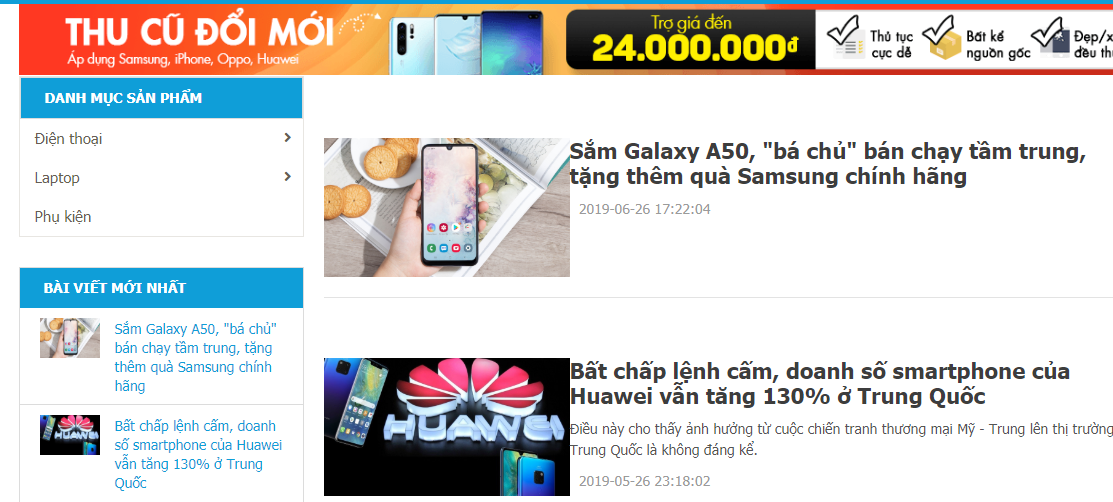 THU CŨ ĐỔI MỚI
Áp dụng Samsung, iPhone, Oppo, Huawei
Trợ giá đến
24.000.000đ
Thủ tục
cực dễ
Bất kể
nguồn gốc
Đẹp/x
đều thu
DANH MỤC SẢN PHẨM
Điện thoại
Laptop
Phụ kiện
BÀI VIẾT MỚI NHẤT
Sắm Galaxy A50, "bá chủ"
bán chạy tầm trung, tặng
thêm quà Samsung chính
hãng
HUAWEI
Bất chấp lệnh cấm, doanh
số smartphone của Huawei
vẫn tăng 130% ở Trung
Quốc
Sắm Galaxy A50, "bá chủ" bán chạy tầm trung,
tặng thêm quà Samsung chính hãng
2019-06-26 17:22:04
HUAWEI
Bất chấp lệnh cấm, doanh số smartphone của
Huawei vẫn tăng 130% ở Trung Quốc
Điều này cho thấy ảnh hưởng từ cuộc chiến tranh thương mại Mỹ - Trung lên thị trường
Trung Quốc là không đáng kể.
2019-05-26 23:18:02